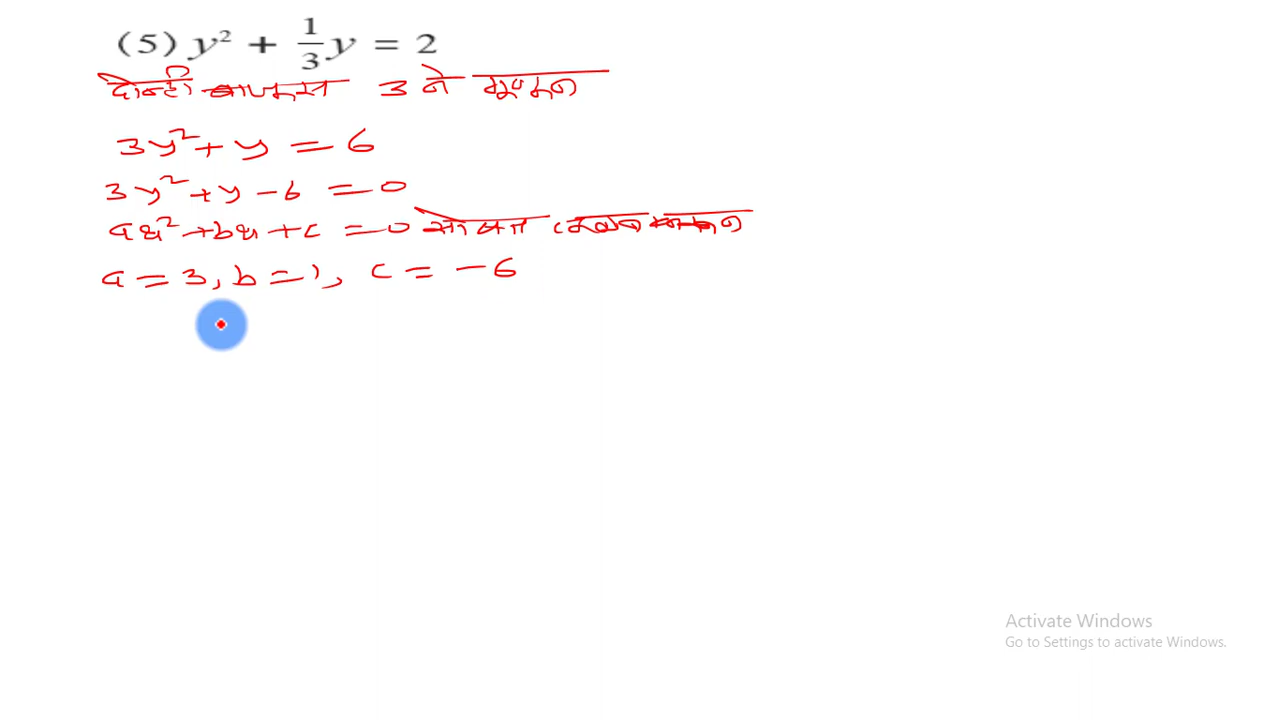 (5) y² + 1/3 y = 2
दोन्ही बाजूस 3 ने गुणून
3y² + y = 6
3y² + y - 6 = 0
ax² + bx + c = 0 सोबत तुलना करून
a = 3, b = 1, c = -6
Activate Windows
Go to Settings to activate Windows.